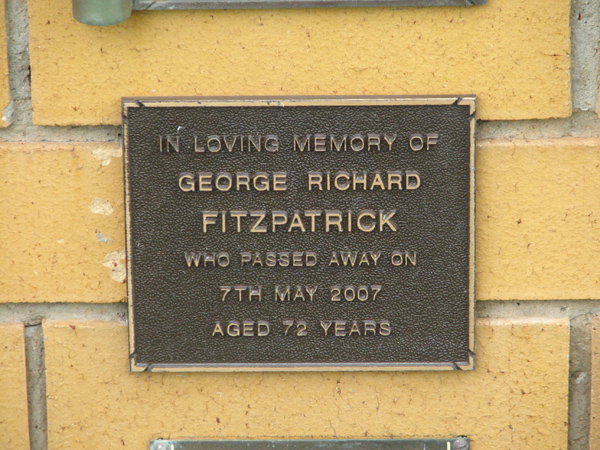 IN LOVING MEMORY OF
GEORGE RICHARD
FITZPATRICK
WHO PASSED AWAY ON
7TH MAY 2007
AGED 72 YEARS